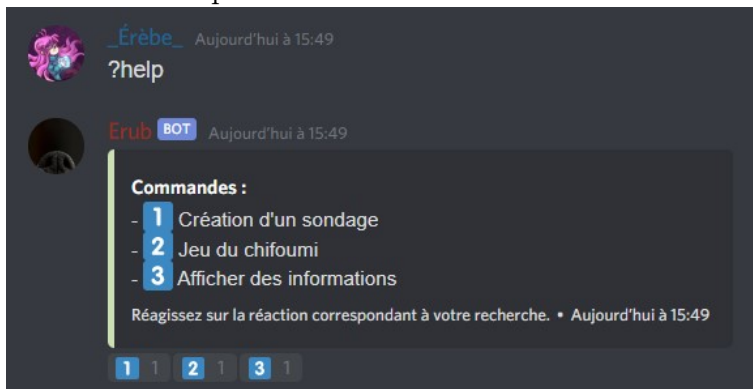 _Érèbe_ Aujourd'hui à 15:49
?help
Erub BOT Aujourd'hui à 15:49
Commandes :
- 1 Création d'un sondage
- 2 Jeu du chifoumi
- 3 Afficher des informations
Réagissez sur la réaction correspondant à votre recherche. • Aujourd'hui à 15:49
1 1 2 1 3 1